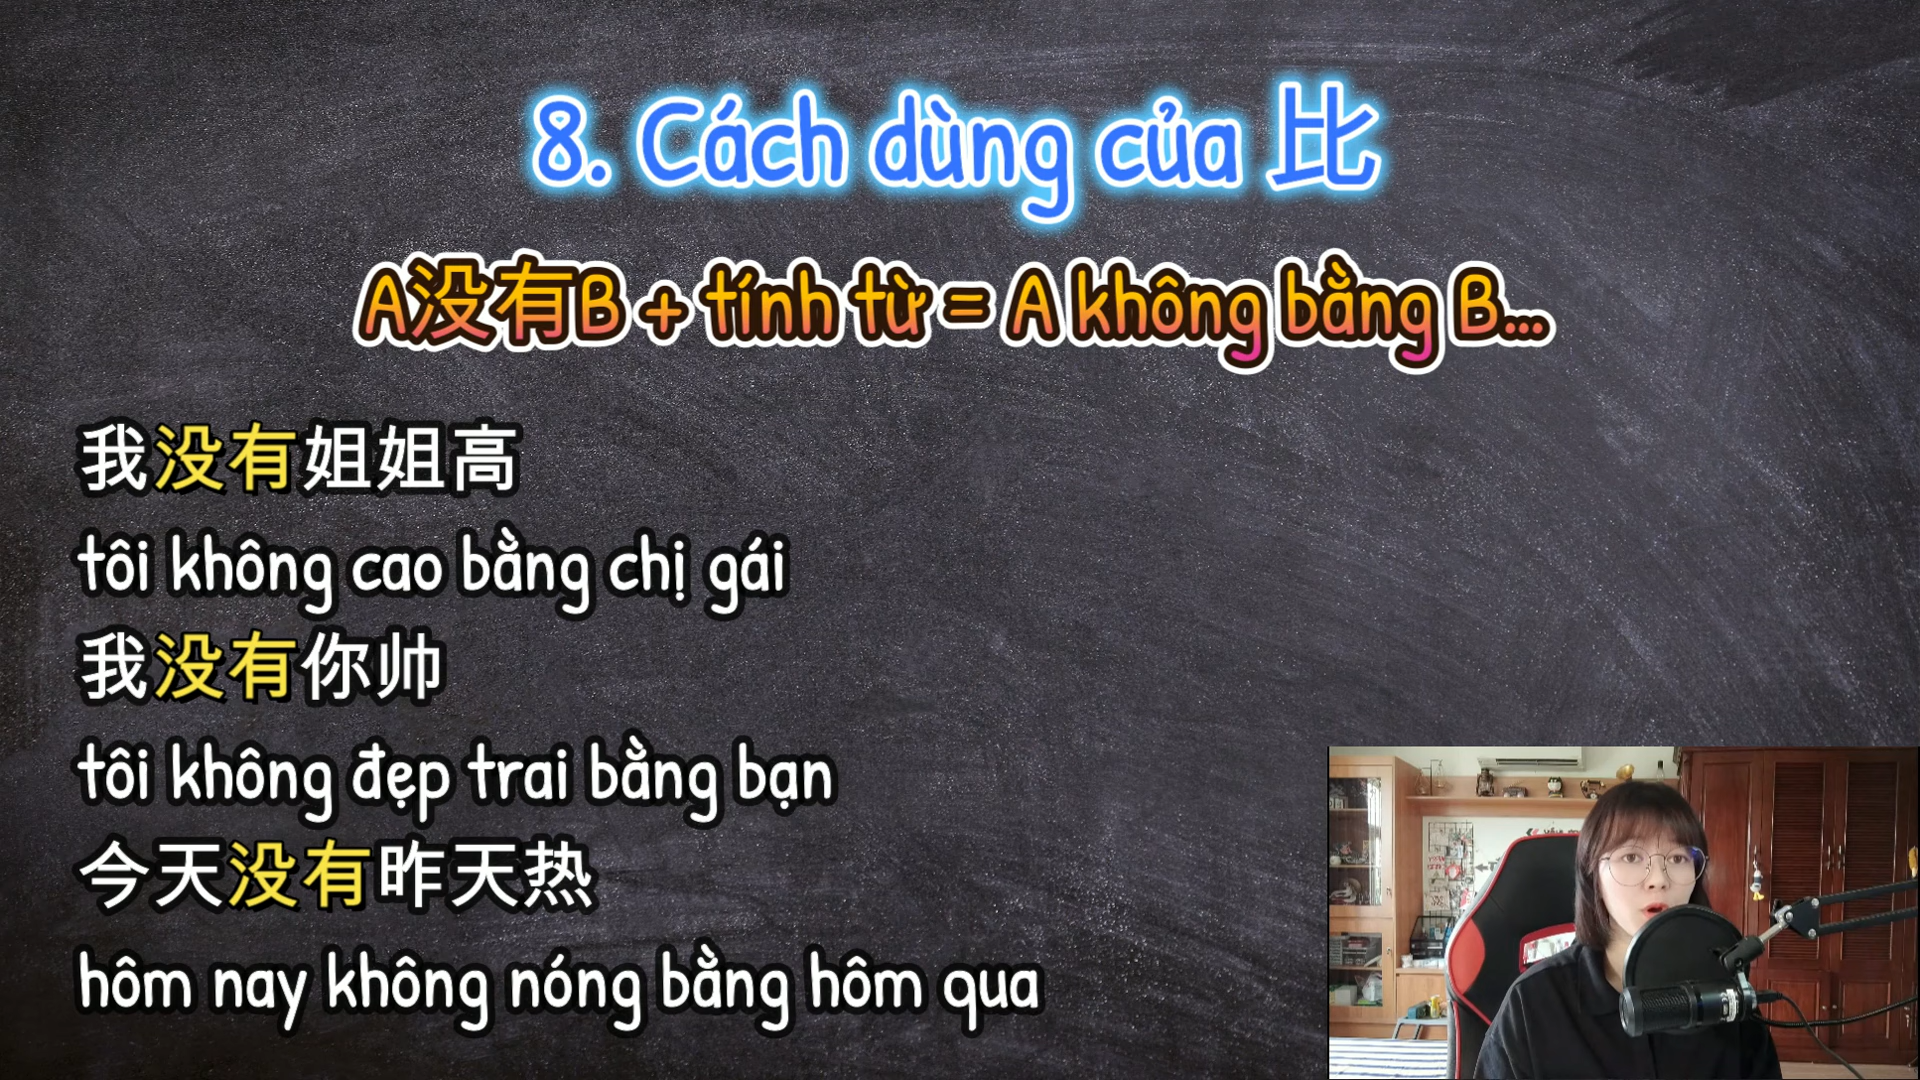 8. Cách dùng của 比
A没有B + tính từ = A không bằng B...
我没有姐姐高
tôi không cao bằng chị gái
我没有你帅
tôi không đẹp trai bằng bạn
今天没有昨天热
hôm nay không nóng bằng hôm qua